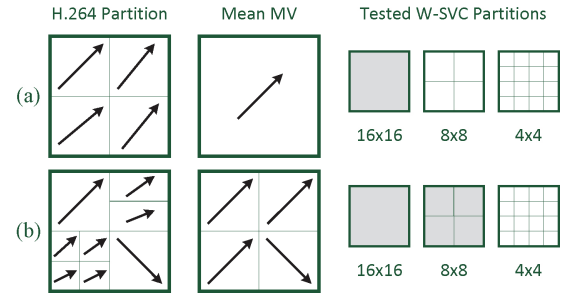 H.264 Partition Mean MV Tested W-SVC Partitions
(a)
16x16 8x8 4x4
(b)
16x16 8x8 4x4